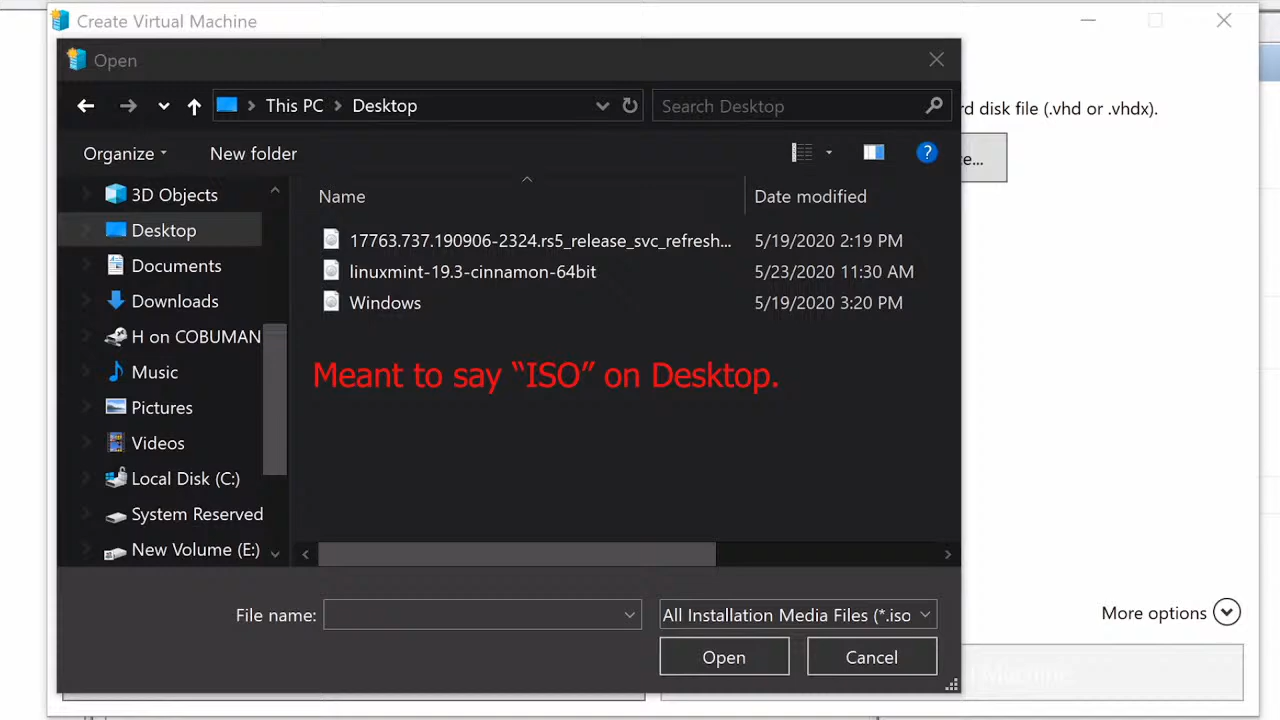 Create Virtual Machine
Open
This PC > Desktop
Search Desktop
rd disk file (.vhd or .vhdx).
Organize
New folder
e...
3D Objects
Desktop
Documents
Downloads
H on COBUMAN
Music
Pictures
Videos
Local Disk (C:)
System Reserved
New Volume (E:)
Name
Date modified
17763.737.190906-2324.rs5_release_svc_refresh...
5/19/2020 2:19 PM
linuxmint-19.3-cinnamon-64bit
5/23/2020 11:30 AM
Windows
5/19/2020 3:20 PM
Meant to say “ISO” on Desktop.
File name:
All Installation Media Files (*.iso
Open
Cancel
More options
Machine